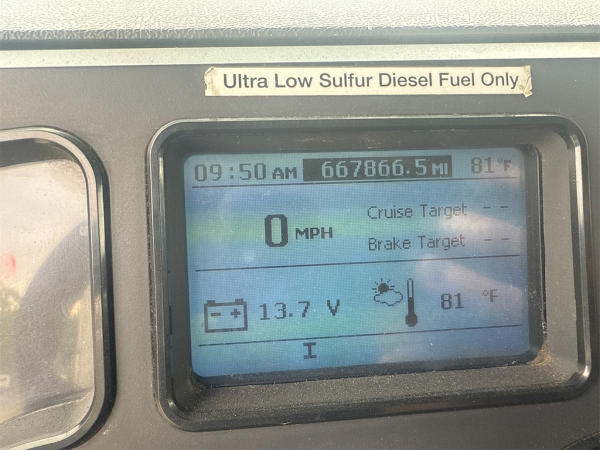 Ultra Low Sulfur Diesel Fuel Only
09:50 AM 667866.5 MI 81°F
0 MPH
Cruise Target - -
Brake Target - -
13.7 V 81 °F
I